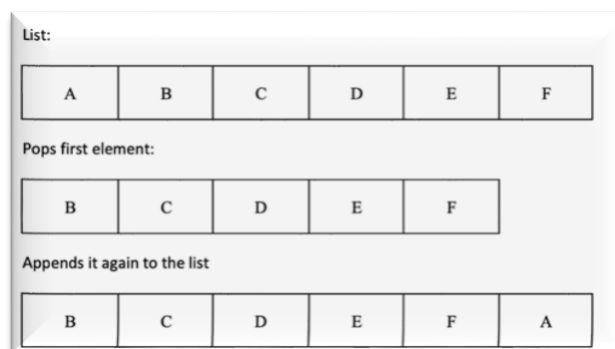 List:
A B C D E F
Pops first element:
B C D E F
Appends it again to the list
B C D E F A